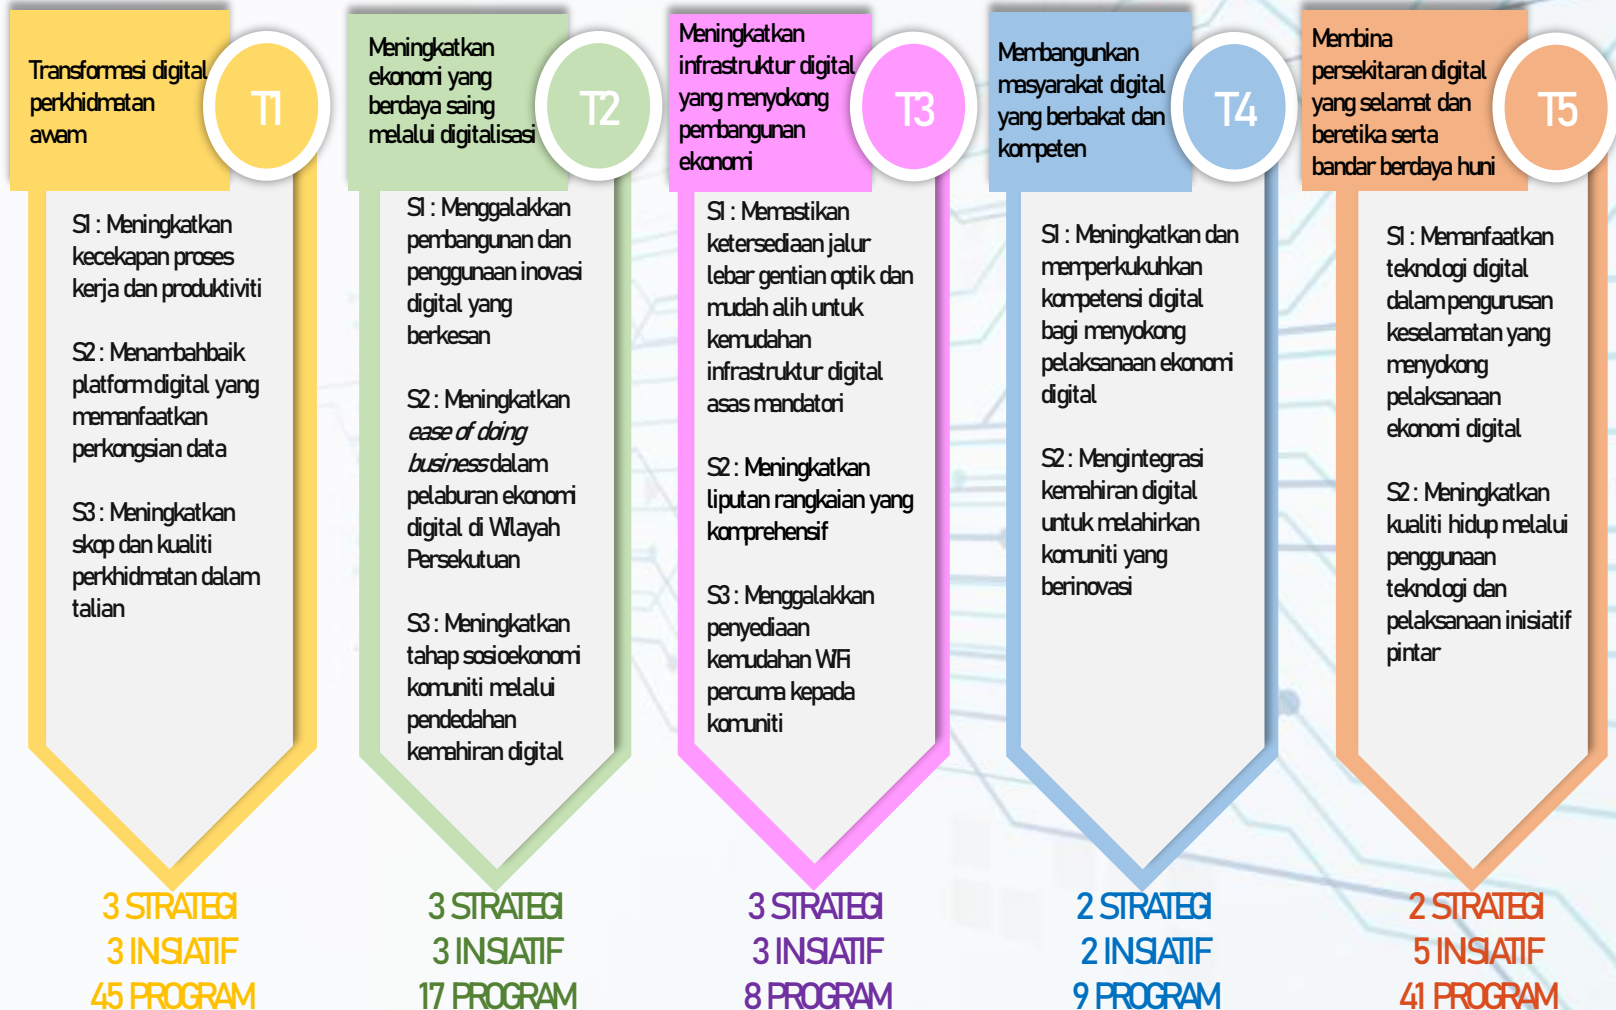 Transformasi digital
perkhidmatan
awam
T1
S1 : Meningkatkan
kecekapan proses
kerja dan produktiviti
S2 : Menambahbaik
platform digital yang
memanfaatkan
perkongsian data
S3 : Meningkatkan
skop dan kualiti
perkhidmatan dalam
talian
3 STRATEGI
3 INSIATIF
45 PROGRAM
Meningkatkan
ekonomi yang
berdaya saing
melalui digitalisasi
T2
S1 : Menggalakkan
pembangunan dan
penggunaan inovasi
digital yang
berkesan
S2 : Meningkatkan
ease of doing
business dalam
pelaburan ekonomi
digital di Wilayah
Persekutuan
S3 : Meningkatkan
tahap sosioekonomi
komuniti melalui
pendedahan
kemahiran digital
3 STRATEGI
3 INSIATIF
17 PROGRAM
Meningkatkan
infrastruktur digital
yang menyokong
pembangunan
ekonomi
T3
S1 : Memastikan
ketersediaan jalur
lebar gentian optik dan
mudah alih untuk
kemudahan
infrastruktur digital
asas mandatori
S2 : Meningkatkan
liputan rangkaian yang
komprehensif
S3 : Menggalakkan
penyediaan
kemudahan WiFi
percuma kepada
komuniti
3 STRATEGI
3 INSIATIF
8 PROGRAM
Membangunkan
masyarakat digital
yang berbakat dan
kompeten
T4
S1 : Meningkatkan dan
memperkukuhkan
kompetensi digital
bagi menyokong
pelaksanaan ekonomi
digital
S2 : Mengintegrasi
kemahiran digital
untuk melahirkan
komuniti yang
berinovasi
2 STRATEGI
2 INSIATIF
9 PROGRAM
Membina
persekitaran digital
yang selamat dan
beretika serta
bandar berdaya huni
T5
S1 : Memanfaatkan
teknologi digital
dalam pengurusan
keselamatan yang
menyokong
pelaksanaan
ekonomi digital
S2 : Meningkatkan
kualiti hidup melalui
penggunaan
teknologi dan
pelaksanaan inisiatif
pintar
2 STRATEGI
5 INSIATIF
41 PROGRAM